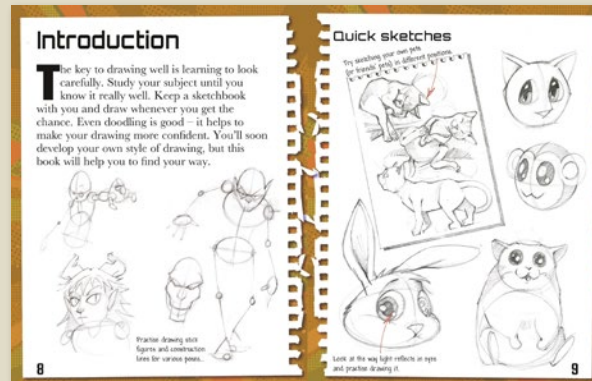 Introduction
The key to drawing well is learning to look
carefully. Study your subject until you
know it really well. Keep a sketchbook
with you and draw whenever you get the
chance. Even doodling is good – it helps to
make your drawing more confident. You'll soon
develop your own style of drawing, but this
book will help you to find your way.
Practise drawing stick
figures and construction
lines for various poses...
8
Quick sketches
Try sketching your own pets
(or friends' pets) in different positions.
Look at the way light reflects in eyes
and practise drawing it.
9